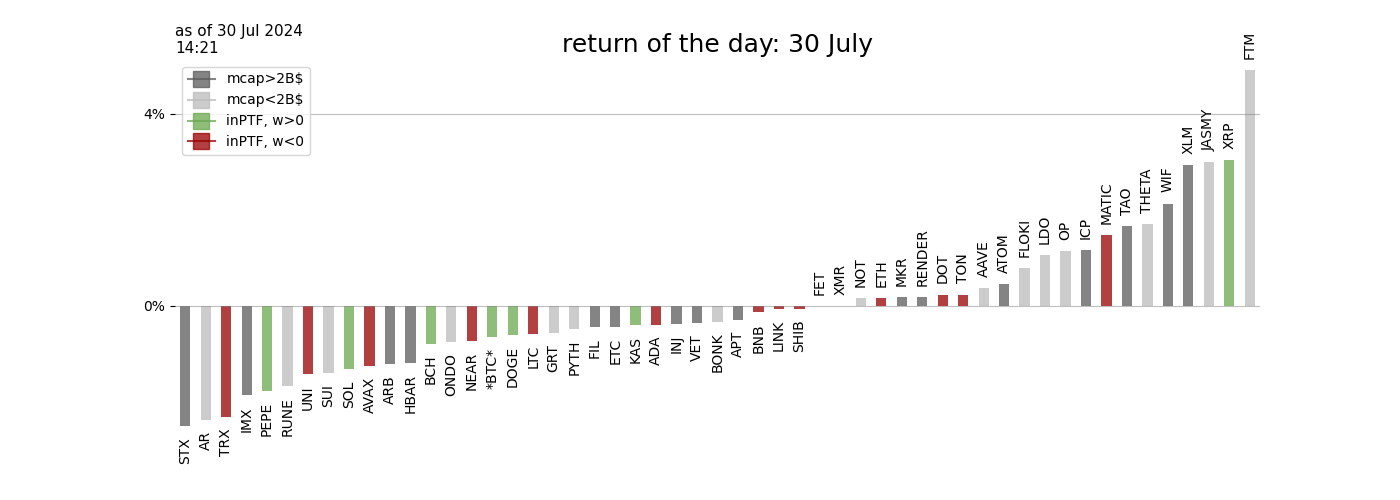 as of 30 Jul 2024
14:21
return of the day: 30 July
mcap>2B$
mcap<2B$
inPTF, w>0
inPTF, w<0
4%
0%
STX
AR
TRX
IMX
PEPE
RUNE
UNI
SUI
SOL
AVAX
ARB
HBAR
BCH
ONDO
NEAR
*BTC*
DOGE
LTC
GRT
PYTH
FIL
ETC
KAS
ADA
INJ
VET
BONK
APT
BNB
LINK
SHIB
FET
XMR
NOT
ETH
MKR
RENDER
DOT
TON
AAVE
ATOM
FLOKI
LDO
OP
ICP
MATIC
TAO
THETA
WIF
XLM
JASMY
XRP
FTM